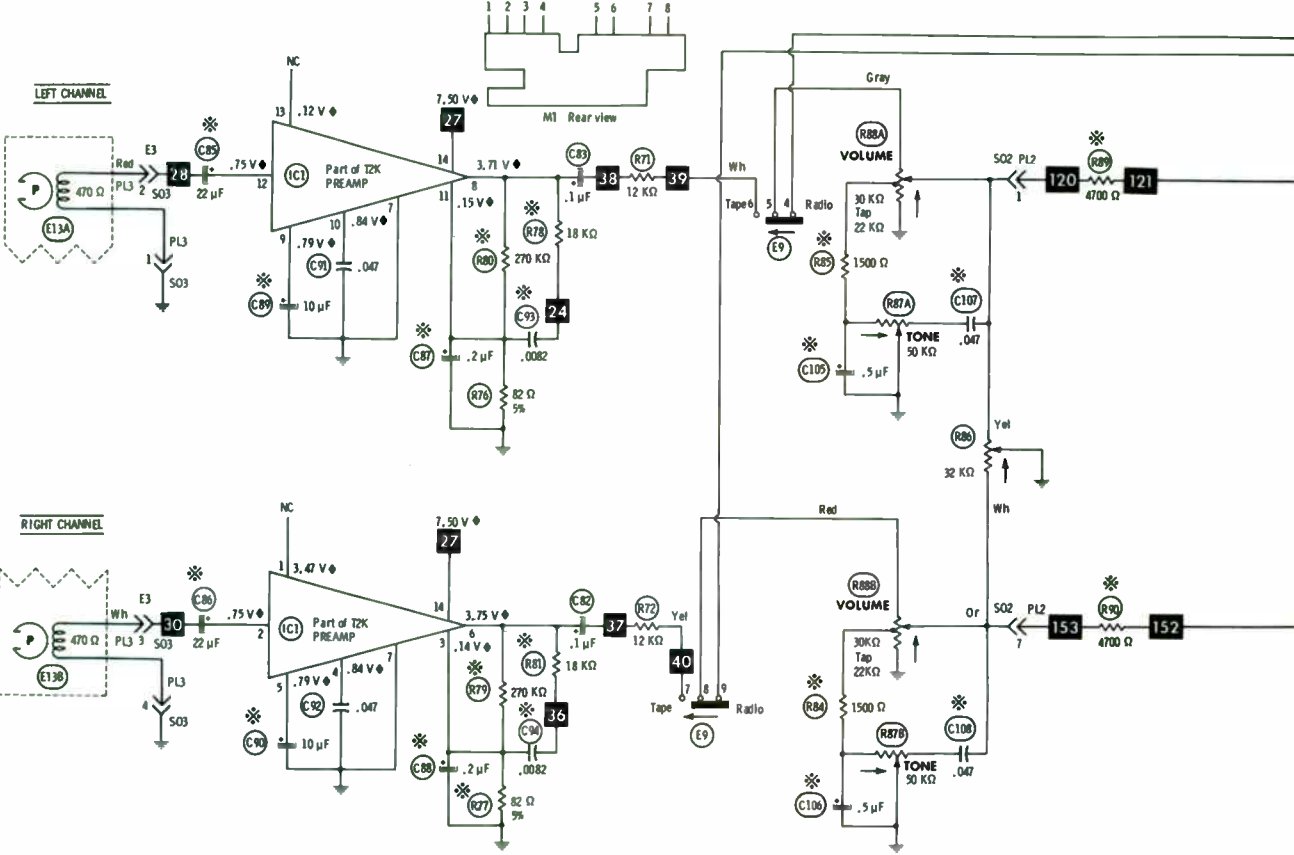 1 2 3 4 5 6 7 8
M1 Rear view
LEFT CHANNEL
NC
13 .12 V
7.50 V
27
E3
Red
C85
28
.75 V
12
22 µF
PL3 2 SO3
P
470 Ω
E13A
PL3
1
SO3
IC1
Part of T2K
PREAMP
14
3.71 V
8
11 .15 V
7
10 .84 V
9
.79 V
C91 .047
C89 10 µF
C83
.1 µF
38
R71
12 KΩ
39
Wh
R78
18 KΩ
R80
270 KΩ
24
C93
.0082
C87 .2 µF
R76
82 Ω
5%
Gray
Tape 6 5 4 Radio
E9
R88A
VOLUME
30 KΩ
Tap
22 KΩ
R85 1500 Ω
R87A
TONE
50 KΩ
C107
.047
C105 .5 µF
SO2 PL2
1
120
R89
4700 Ω
121
Yel
R86
32 KΩ
Wh
RIGHT CHANNEL
NC
1 3.47 V
7.50 V
27
E3
Wh
C86
30
.75 V
2
22 µF
PL3 3 SO3
P
470 Ω
E13B
PL3
4
SO3
IC1
Part of T2K
PREAMP
14
3.75 V
6
3 .14 V
7
4 .84 V
5
.79 V
C92 .047
C90 10 µF
C82
.1 µF
37
R72
12 KΩ
Yel
40
R81
18 KΩ
R79
270 KΩ
36
C94
.0082
C88 .2 µF
R77
82 Ω
5%
Red
7 8 9
Tape Radio
E9
R88B
VOLUME
30KΩ
Tap
22KΩ
R84 1500 Ω
R87B
TONE
50 KΩ
C108
.047
C106 .5 µF
Or SO2 PL2
7
153
R90
4700 Ω
152